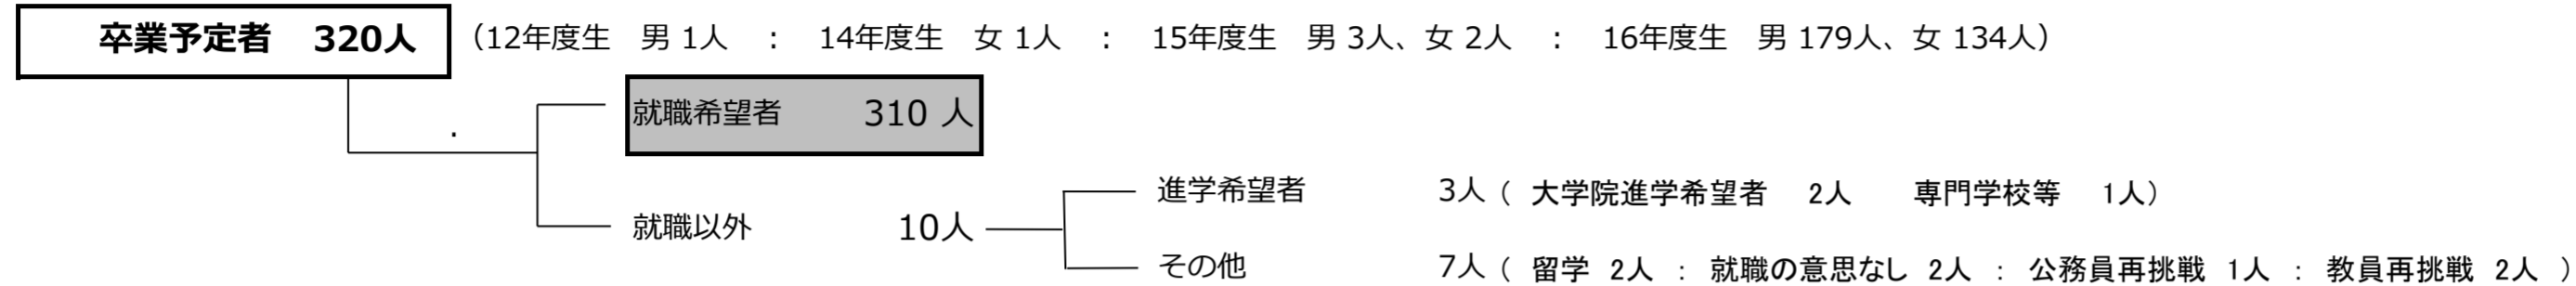 卒業予定者 320人 （12年度生 男 1人 : 14年度生 女 1人 : 15年度生 男 3人、女 2人 : 16年度生 男 179人、女 134人）
就職希望者 310 人
進学希望者 3人 （ 大学院進学希望者 2人 専門学校等 1人）
就職以外 10人
その他 7人 （ 留学 2人 : 就職の意思なし 2人 : 公務員再挑戦 1人 : 教員再挑戦 2人 ）